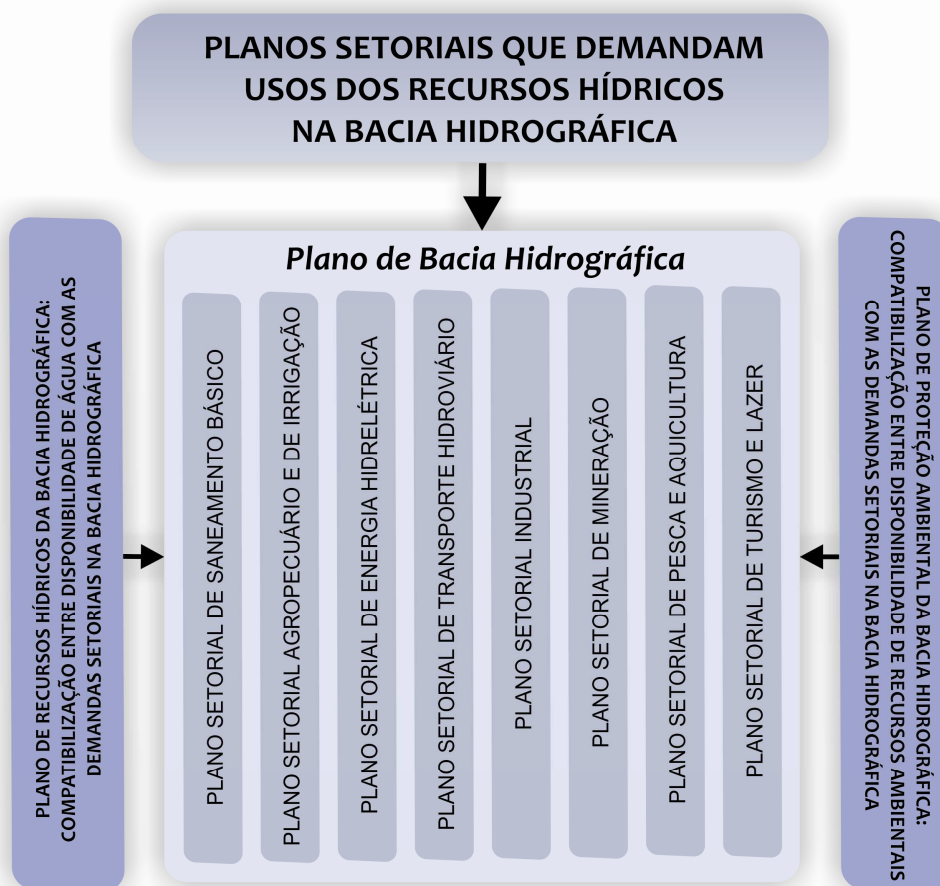 PLANOS SETORIAIS QUE DEMANDAM
USOS DOS RECURSOS HÍDRICOS
NA BACIA HIDROGRÁFICA
PLANO DE RECURSOS HÍDRICOS DA BACIA HIDROGRÁFICA:
COMPATIBILIZAÇÃO ENTRE DISPONIBILIDADE DE ÁGUA COM AS
DEMANDAS SETORIAIS NA BACIA HIDROGRÁFICA
Plano de Bacia Hidrográfica
PLANO SETORIAL DE SANEAMENTO BÁSICO
PLANO SETORIAL AGROPECUÁRIO E DE IRRIGAÇÃO
PLANO SETORIAL DE ENERGIA HIDRELÉTRICA
PLANO SETORIAL DE TRANSPORTE HIDROVIÁRIO
PLANO SETORIAL INDUSTRIAL
PLANO SETORIAL DE MINERAÇÃO
PLANO SETORIAL DE PESCA E AQUICULTURA
PLANO SETORIAL DE TURISMO E LAZER
PLANO DE PROTEÇÃO AMBIENTAL DA BACIA HIDROGRÁFICA:
COMPATIBILIZAÇÃO ENTRE DISPONIBILIDADE DE RECURSOS AMBIENTAIS
COM AS DEMANDAS SETORIAIS NA BACIA HIDROGRÁFICA